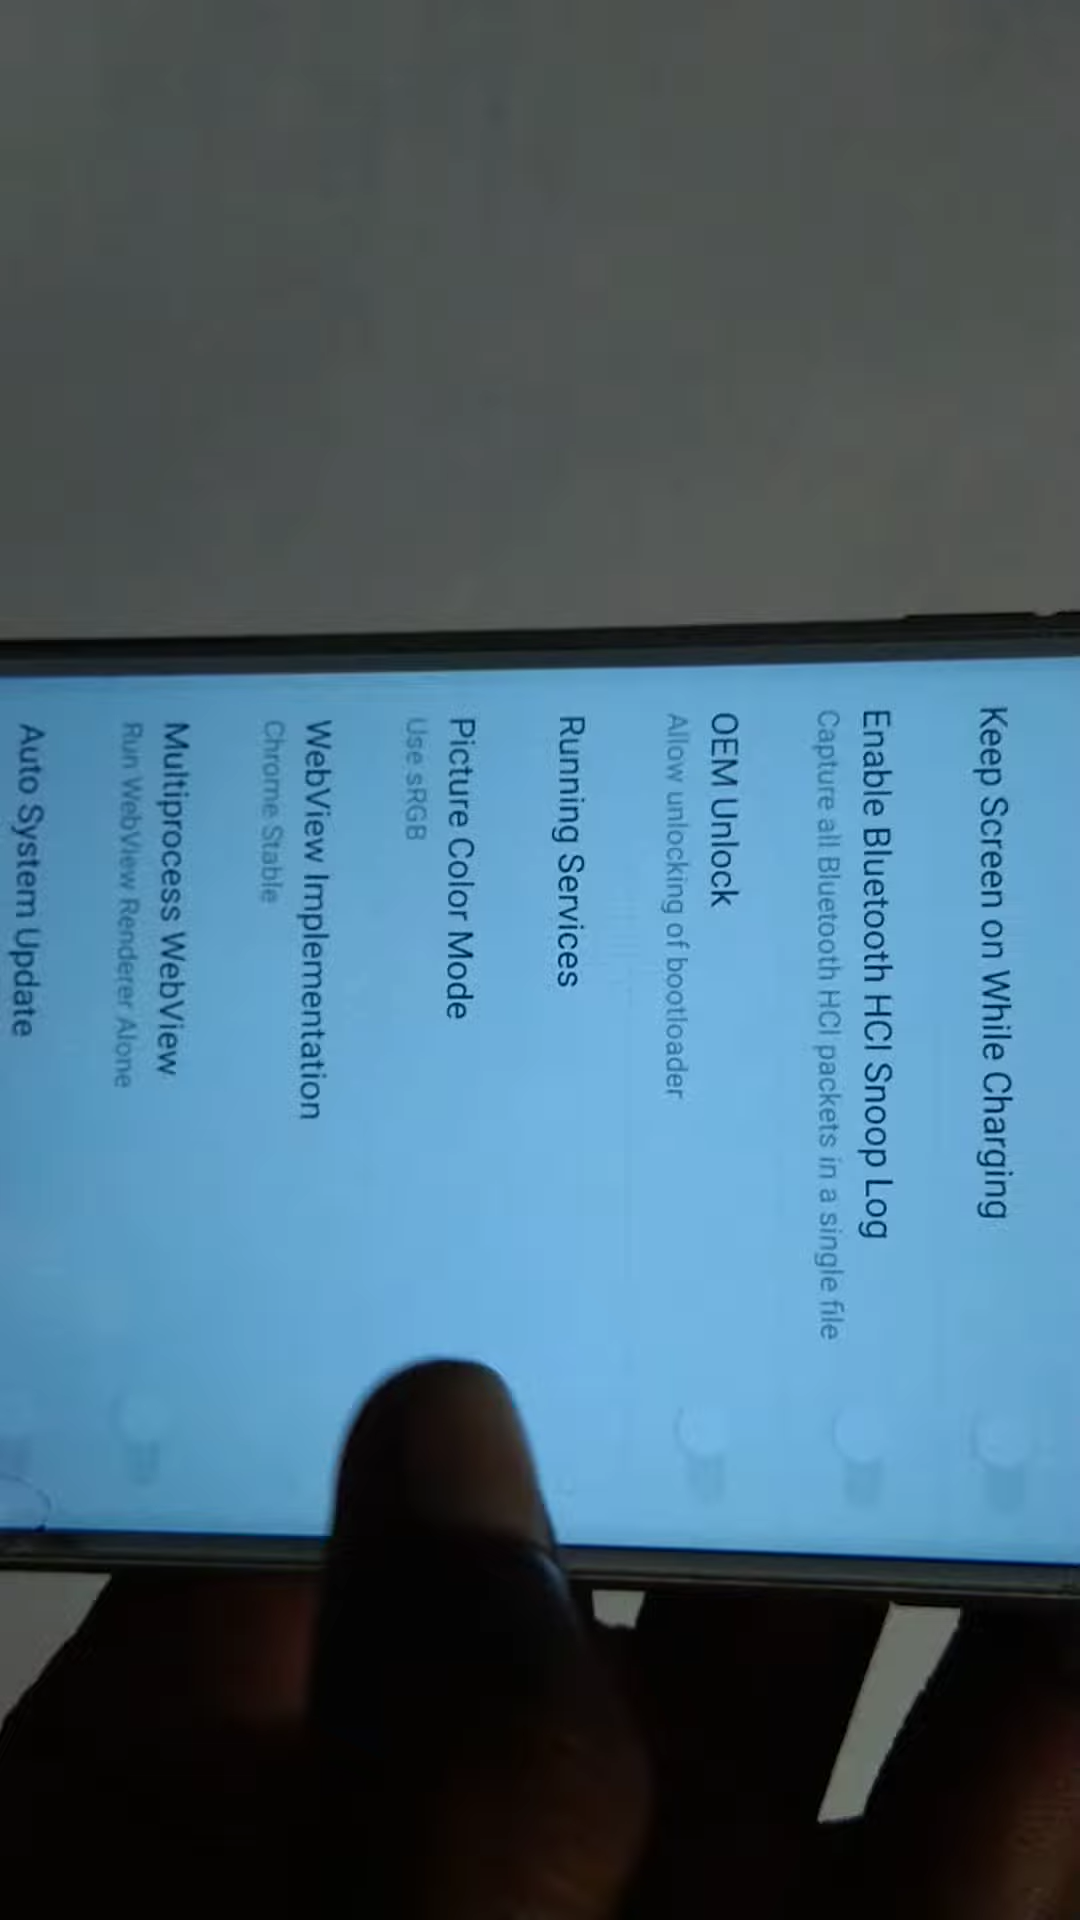 Keep Screen on While Charging
Enable Bluetooth HCI Snoop Log
Capture all Bluetooth HCI packets in a single file
OEM Unlock
Allow unlocking of bootloader
Running Services
Picture Color Mode
Use sRGB
WebView Implementation
Chrome Stable
Multiprocess WebView
Run WebView Renderer Alone
Auto System Update